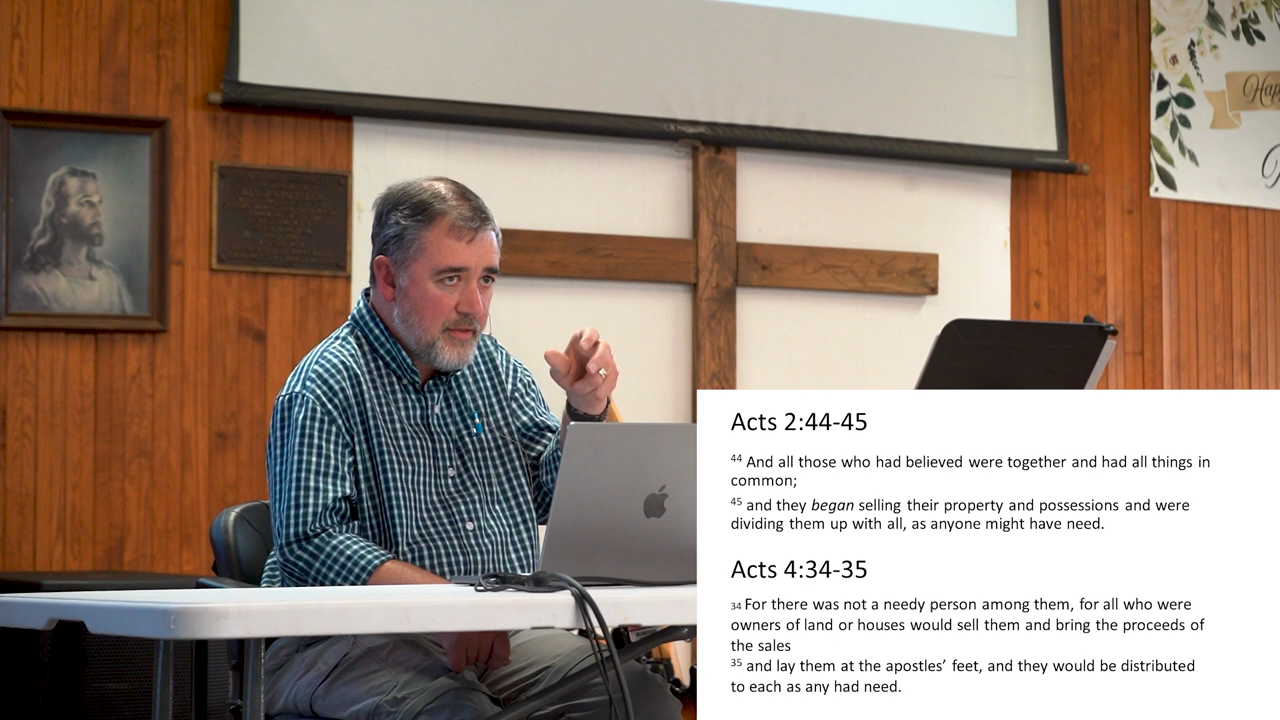 Hap
Acts 2:44-45
44 And all those who had believed were together and had all things in
common;
45 and they began selling their property and possessions and were
dividing them up with all, as anyone might have need.
Acts 4:34-35
34 For there was not a needy person among them, for all who were
owners of land or houses would sell them and bring the proceeds of
the sales
35 and lay them at the apostles’ feet, and they would be distributed
to each as any had need.